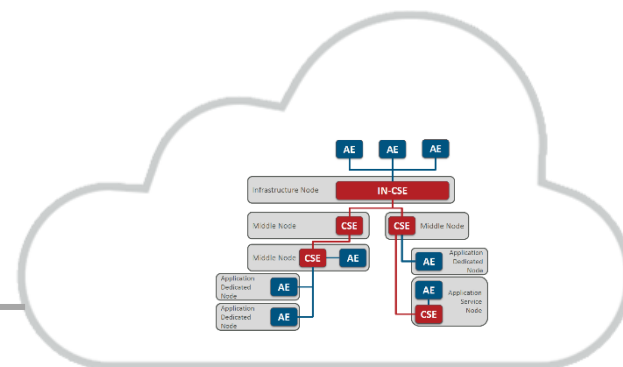 AE AE AE
Infrastructure Node IN-CSE
Middle Node CSE CSE Middle Node
Middle Node CSE AE
AE Application
Dedicated
Node
Application
Dedicated
Node
AE
AE Application
Service
Node
CSE
Application
Dedicated
Node
AE